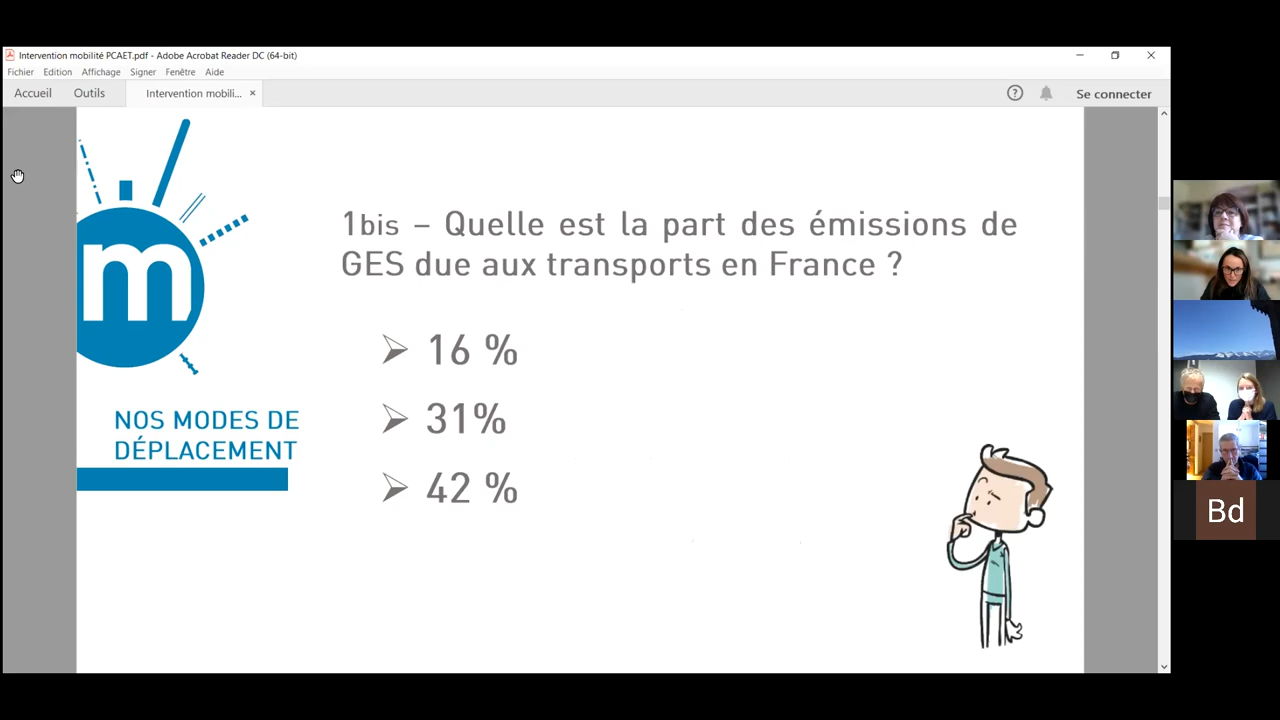 Intervention mobilité PCAET.pdf - Adobe Acrobat Reader DC (64-bit)
Fichier Edition Affichage Signer Fenêtre Aide
Accueil Outils Intervention mobili... × Se connecter
m
1bis – Quelle est la part des émissions de
GES due aux transports en France ?
16 %
31%
42 %
NOS MODES DE
DÉPLACEMENT
Bd